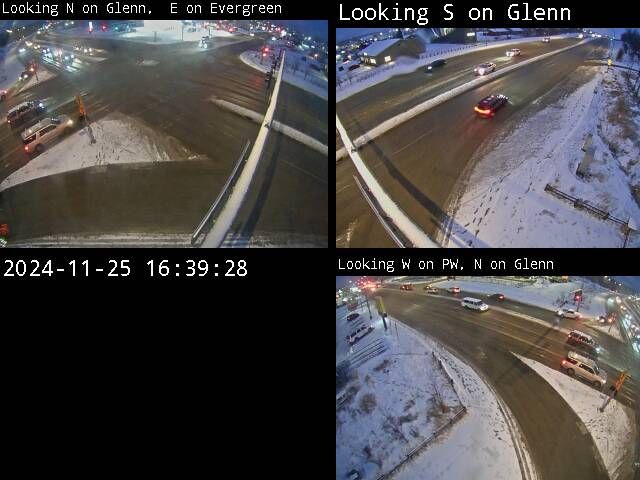 Looking N on Glenn,  E on Evergreen
Looking S on Glenn
2024-11-25 16:39:28
Looking W on PW, N on Glenn